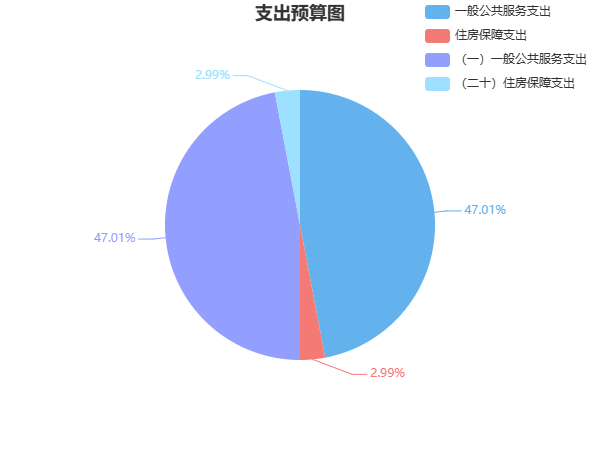 支出预算图
一般公共服务支出
住房保障支出
（一）一般公共服务支出
（二十）住房保障支出
2.99%
47.01%
47.01%
2.99%